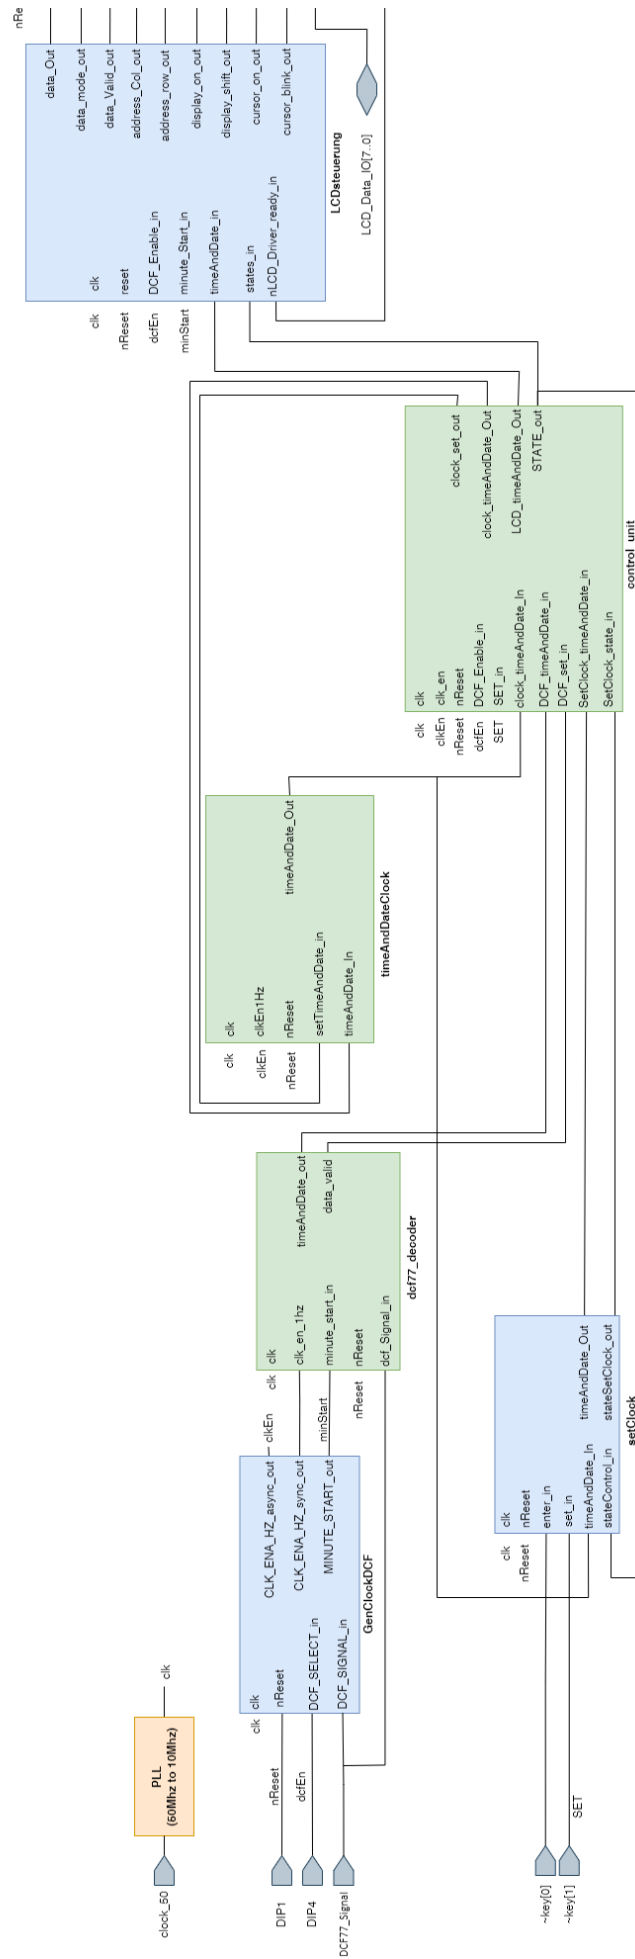 clock_50
PLL
(50Mhz to 10Mhz)
clk
DIP1
DIP4
DCF77_Signal
nReset
dcfEn
clk
clk
nReset
DCF_SELECT_in
DCF_SIGNAL_in
CLK_ENA_HZ_async_out
CLK_ENA_HZ_sync_out
MINUTE_START_out
GenClockDCF
clkEn
minStart
clk
nReset
clk
clk_en_1hz
minute_start_in
nReset
dcf_Signal_in
timeAndDate_out
data_valid
dcf77_decoder
clk
clkEn
nReset
clk
clkEn1Hz
nReset
setTimeAndDate_in
timeAndDate_In
timeAndDate_Out
timeAndDateClock
~key[0]
~key[1]
SET
clk
nReset
clk
nReset
enter_in
set_in
timeAndDate_In
stateControl_in
timeAndDate_Out
stateSetClock_out
setClock
clk
clkEn
nReset
dcfEn
SET
clk
clk_en
nReset
DCF_Enable_in
SET_in
clock_timeAndDate_In
DCF_timeAndDate_in
DCF_set_in
SetClock_timeAndDate_in
SetClock_state_in
clock_set_out
clock_timeAndDate_Out
LCD_timeAndDate_Out
STATE_out
control unit
clk
nReset
dcfEn
minStart
clk
reset
DCF_Enable_in
minute_Start_in
timeAndDate_in
states_in
nLCD_Driver_ready_in
data_Out
data_mode_out
data_Valid_out
address_Col_out
address_row_out
display_on_out
display_shift_out
cursor_on_out
cursor_blink_out
LCDsteuerung
LCD_Data_IO[7..0]
nRe